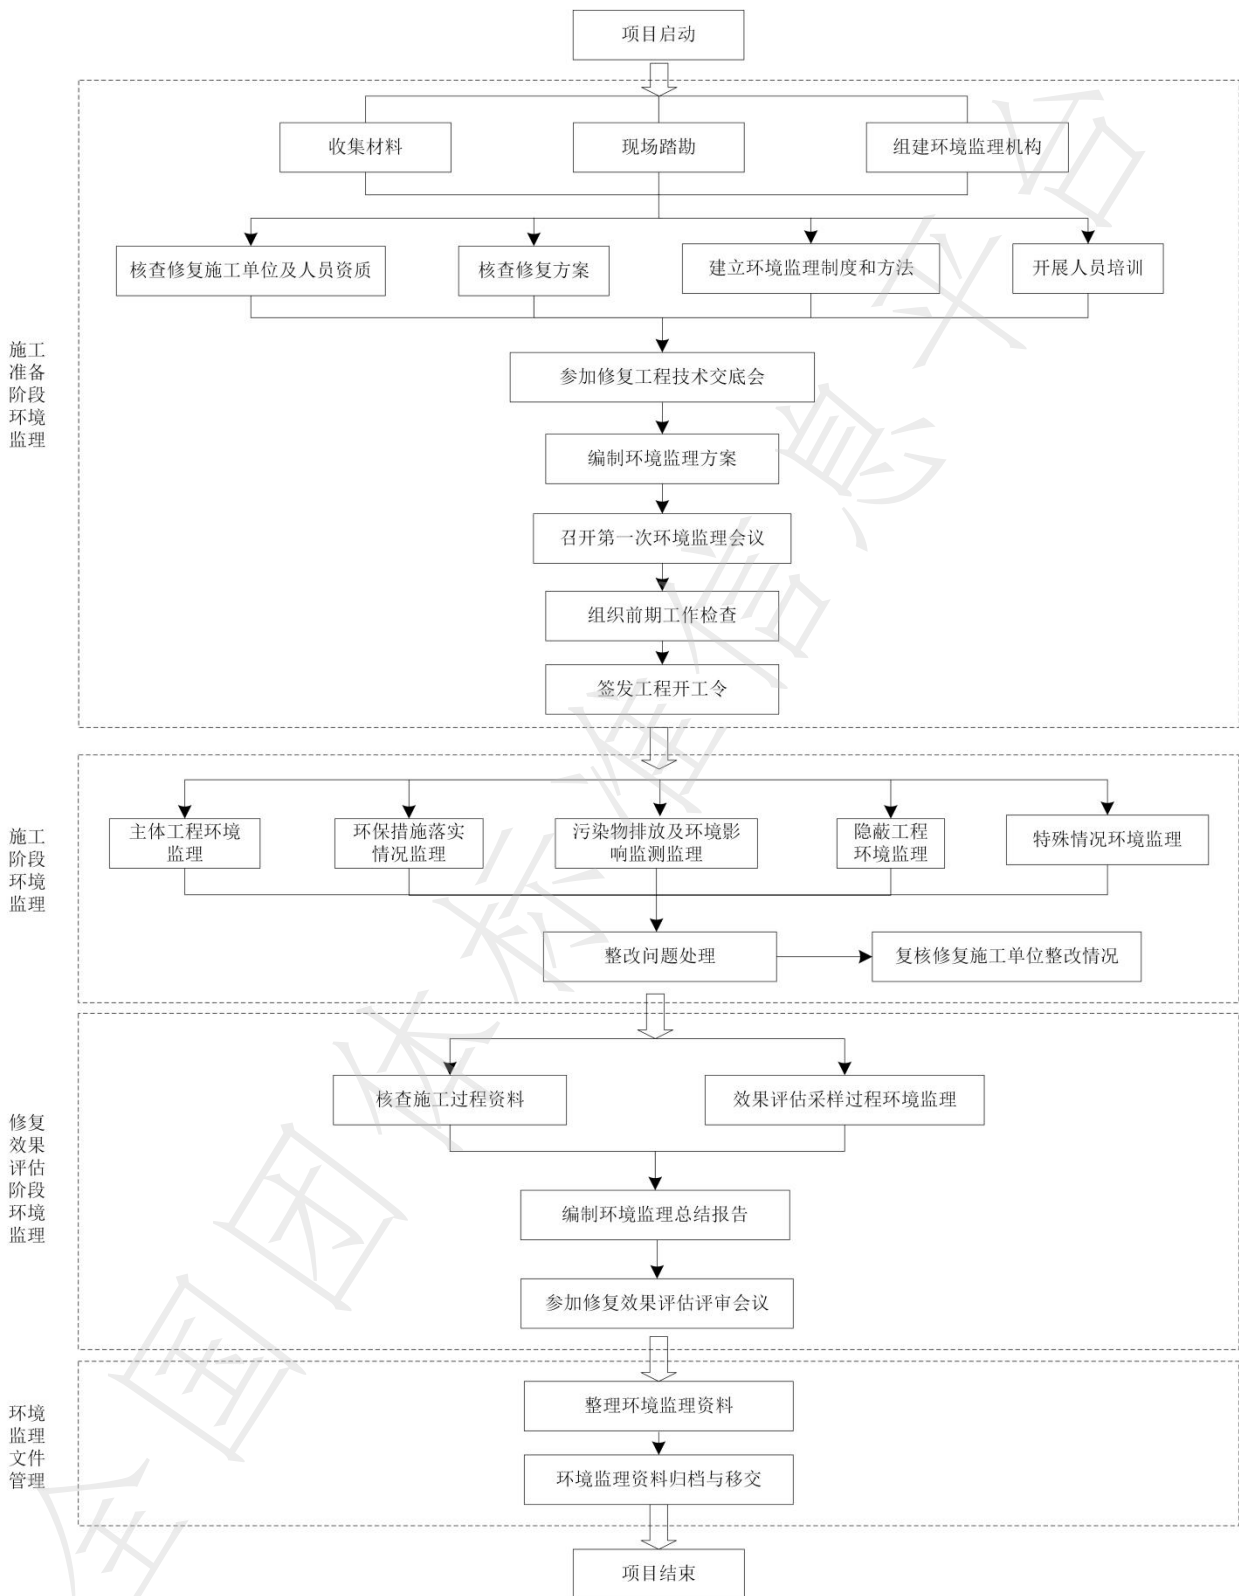 项目启动
收集材料
现场踏勘
组建环境监理机构
核查修复施工单位及人员资质
核查修复方案
建立环境监理制度和方法
开展人员培训
施工
准备
阶段
环境
监理
参加修复工程技术交底会
编制环境监理方案
召开第一次环境监理会议
组织前期工作检查
签发工程开工令
施工
阶段
环境
监理
主体工程环境
监理
环保措施落实
情况监理
污染物排放及环境影
响监测监理
隐蔽工程
环境监理
特殊情况环境监理
整改问题处理
复核修复施工单位整改情况
修复
效果
评估
阶段
环境
监理
核查施工过程资料
效果评估采样过程环境监理
编制环境监理总结报告
参加修复效果评估评审会议
环境
监理
文件
管理
整理环境监理资料
环境监理资料归档与移交
项目结束
全国团体标准信息平台